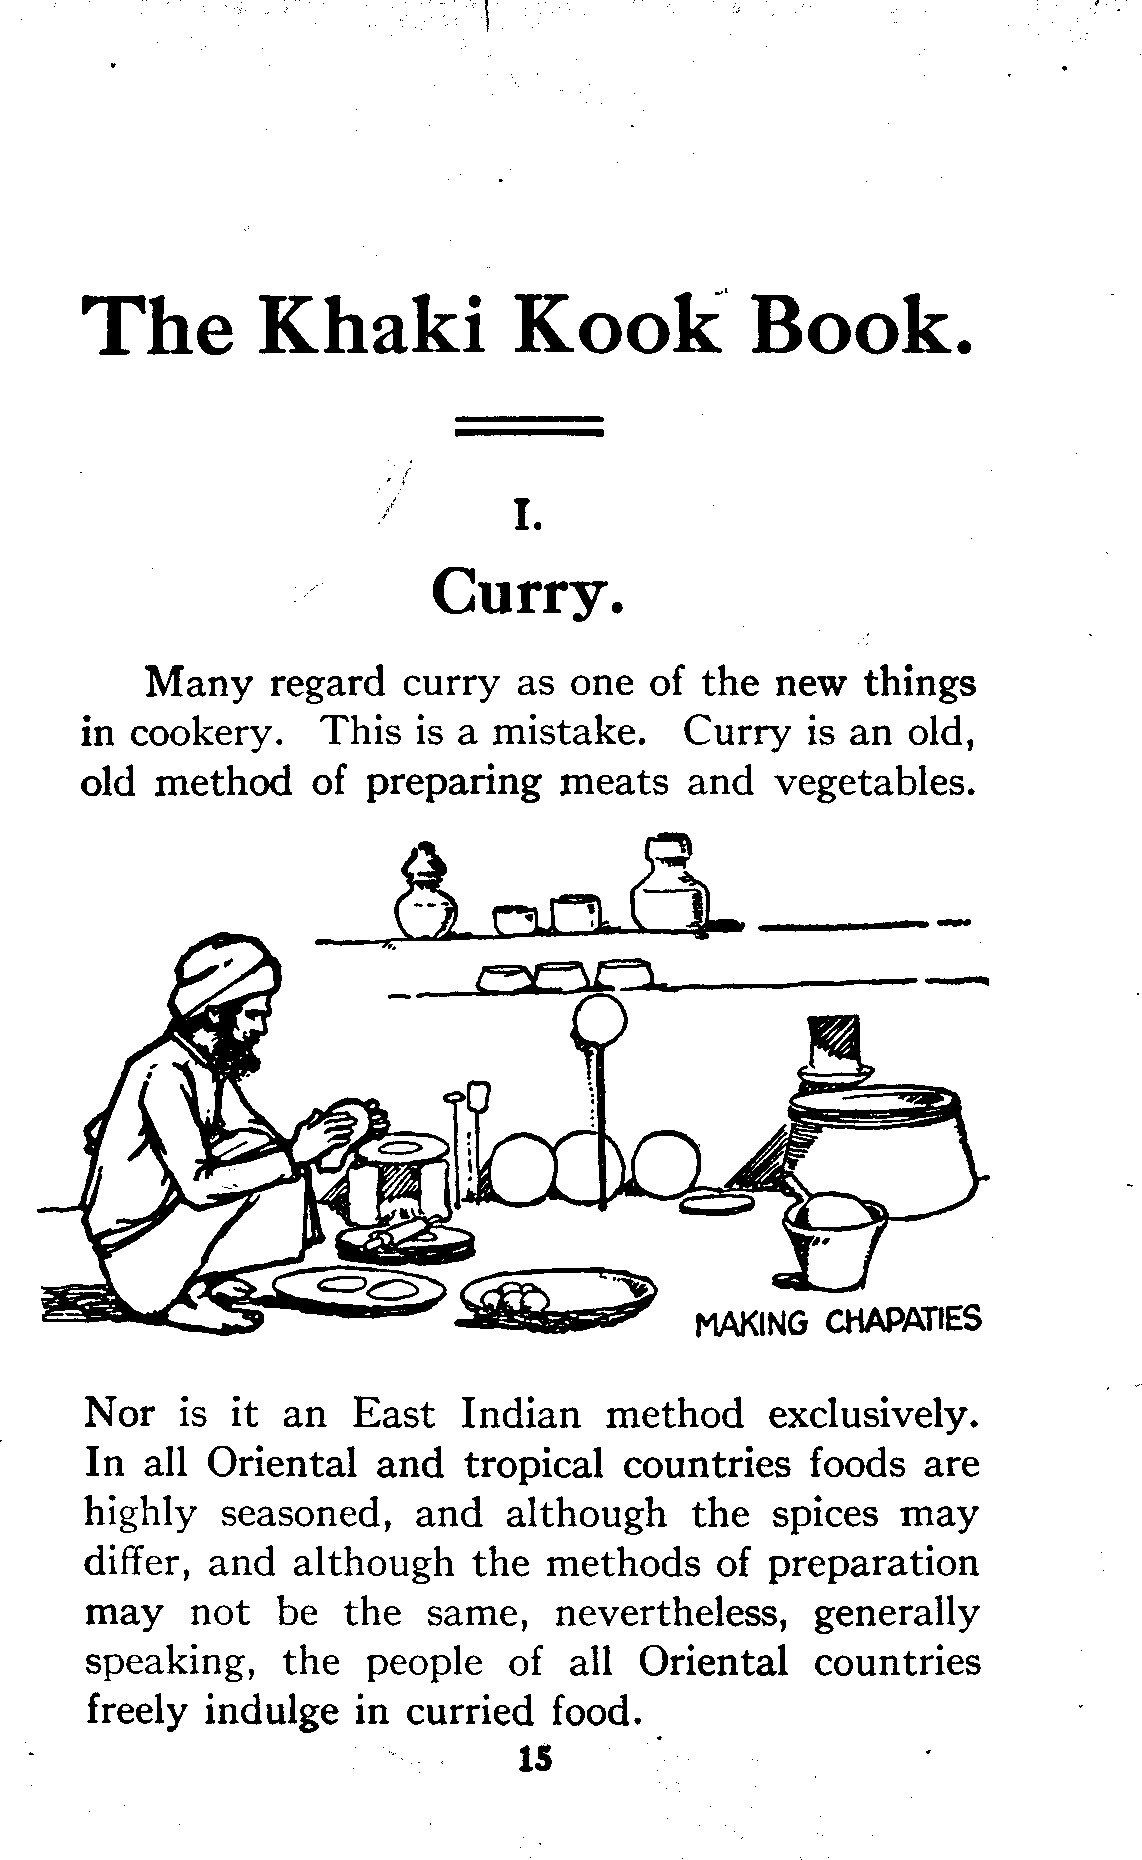 The Khaki Kook Book.
I.
Curry.
Many regard curry as one of the new things
in cookery. This is a mistake. Curry is an old,
old method of preparing meats and vegetables.
MAKING CHAPATIES
Nor is it an East Indian method exclusively.
In all Oriental and tropical countries foods are
highly seasoned, and although the spices may
differ, and although the methods of preparation
may not be the same, nevertheless, generally
speaking, the people of all Oriental countries
freely indulge in curried food.
15